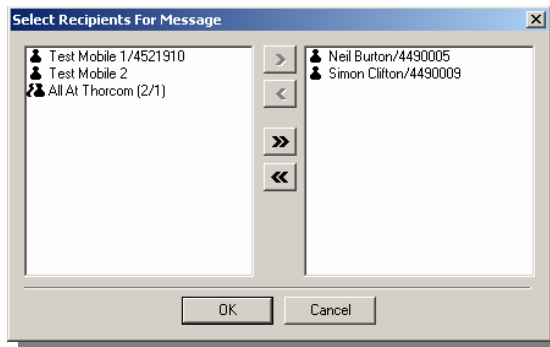 Select Recipients For Message
Test Mobile 1/4521910
Test Mobile 2
All At Thorcom (2/1)
Neil Burton/4490005
Simon Clifton/4490009
OK
Cancel